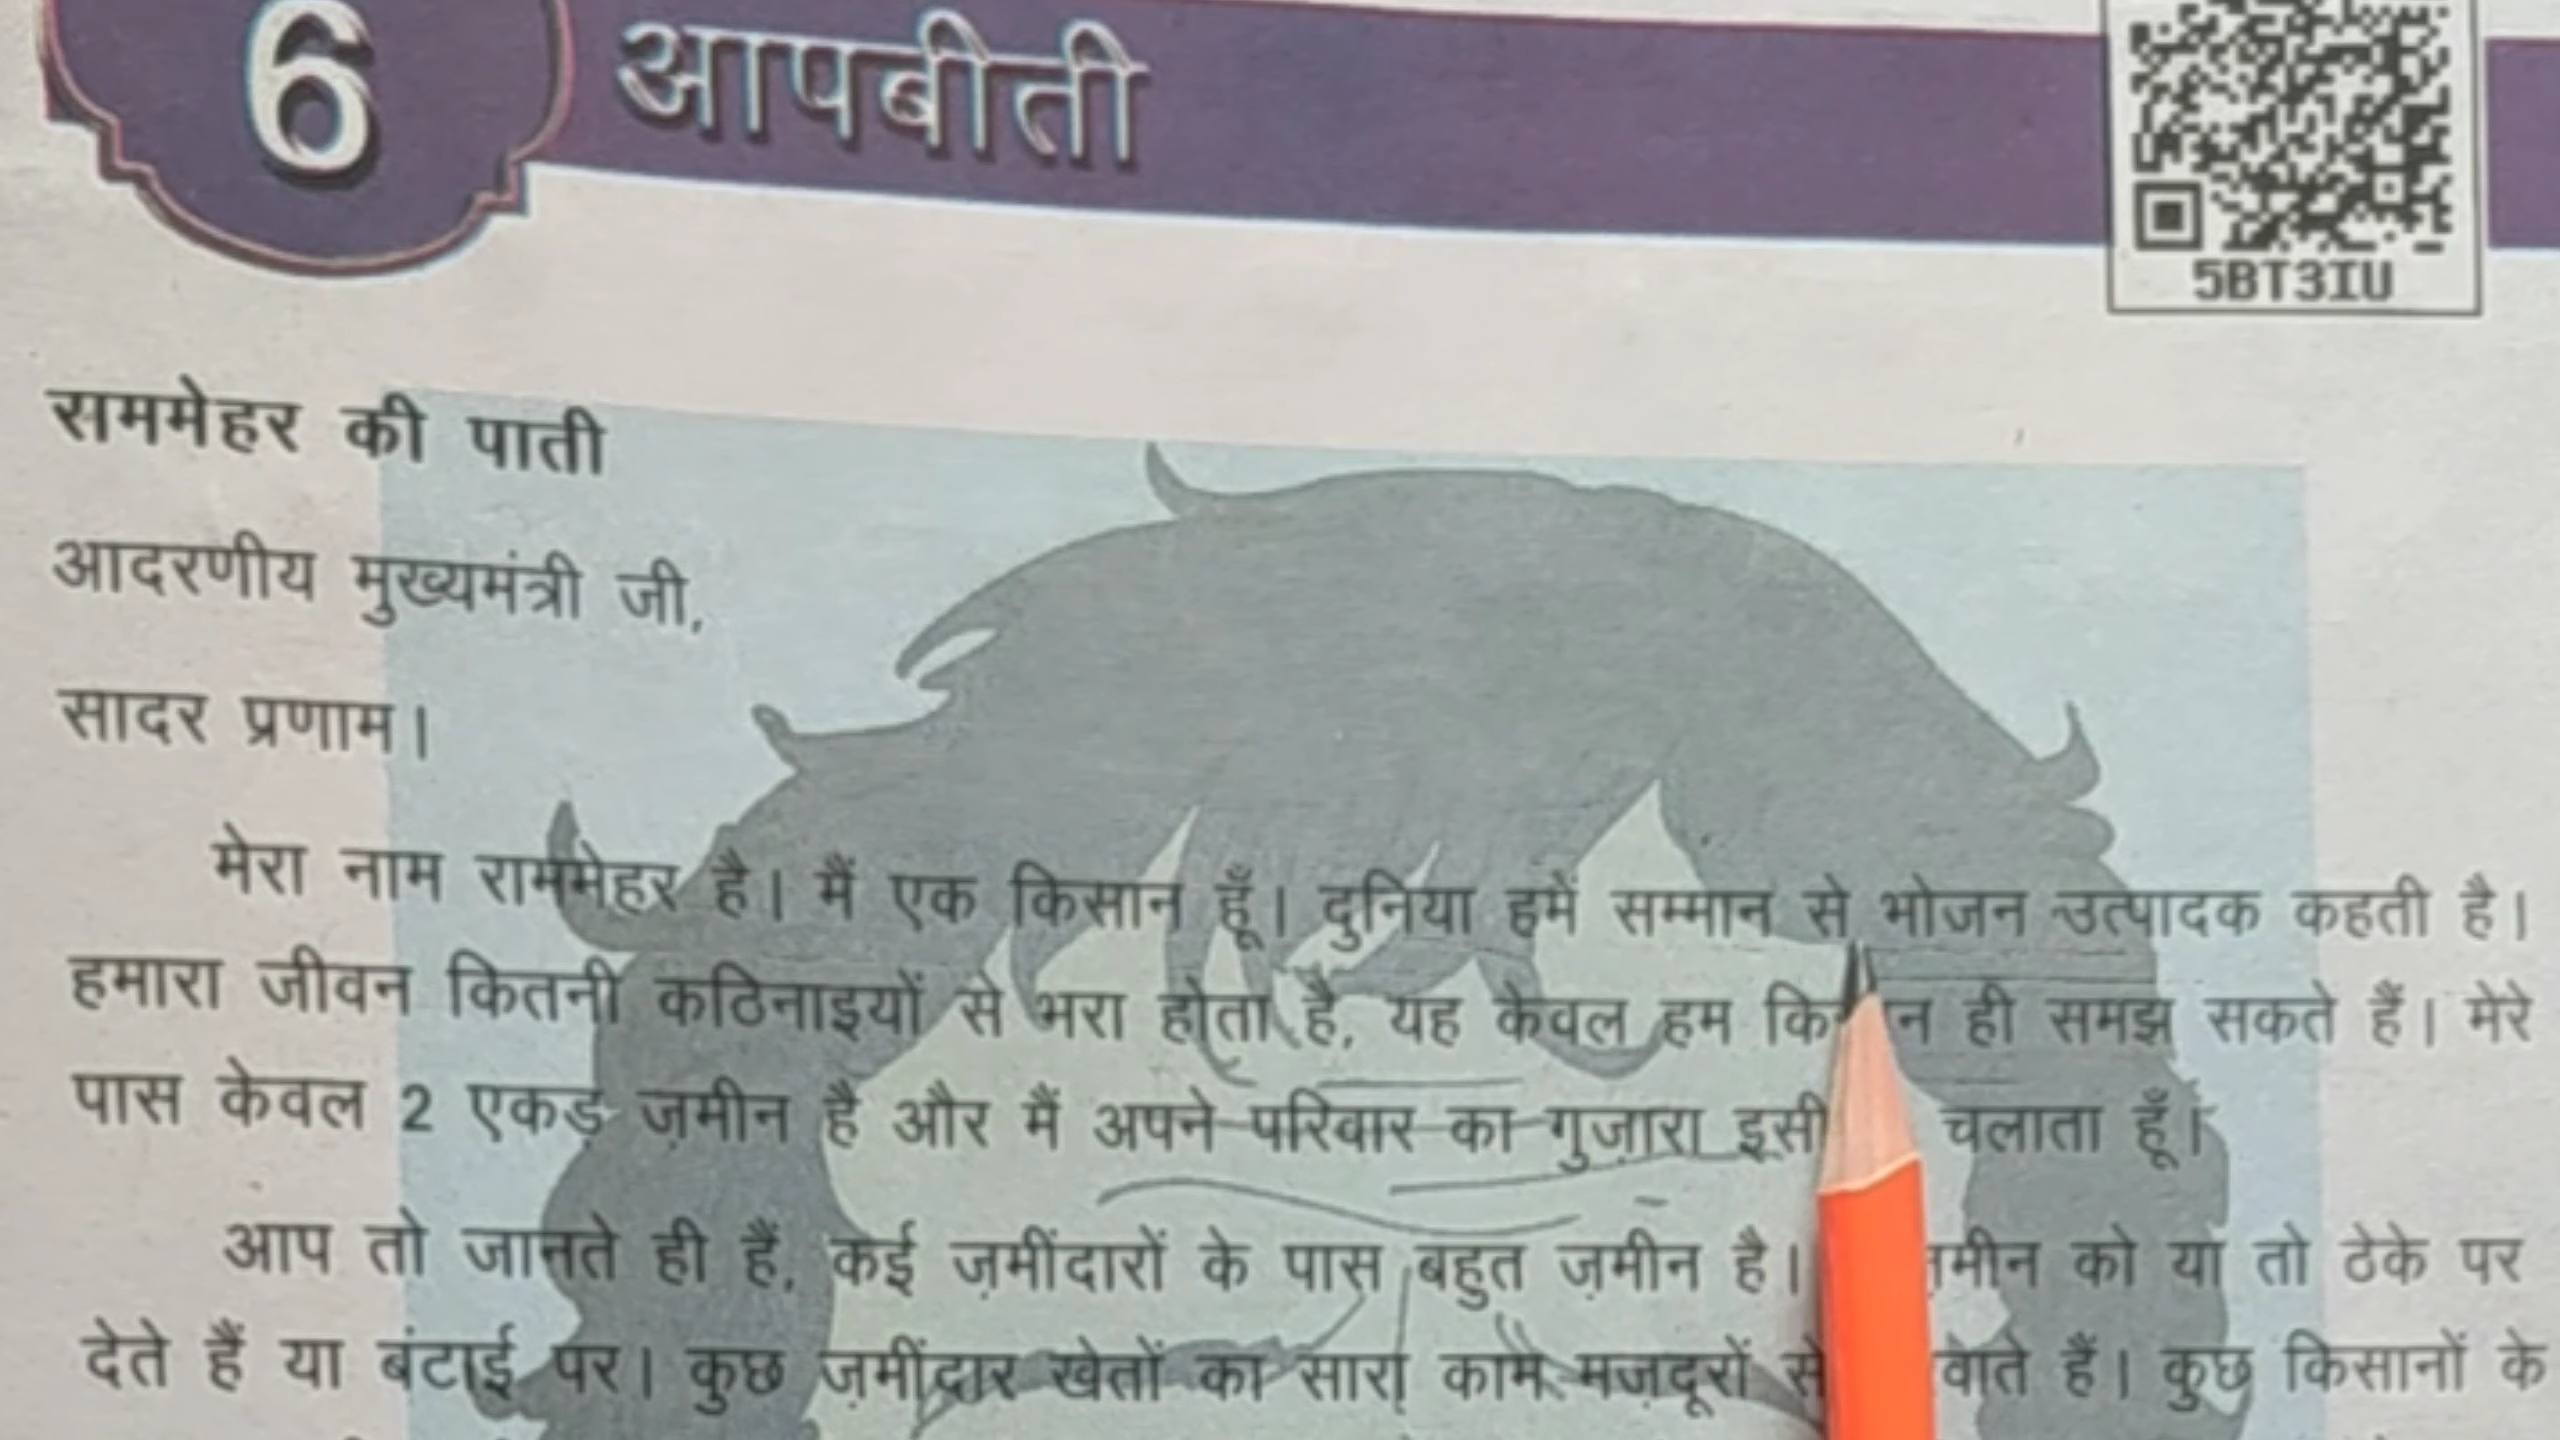 6 आपबीती
5BT3IU
सममेहर की पाती
आदरणीय मुख्यमंत्री जी,
सादर प्रणाम।
मेरा नाम राममेहर है। मैं एक किसान हूँ। दुनिया हमें सम्मान से भोजन उत्पादक कहती है।
हमारा जीवन कितनी कठिनाइयों से भरा होता है, यह केवल हम ही समझ सकते हैं। मेरे
पास केवल 2 एकड़ ज़मीन है और मैं अपने परिवार का गुज़ारा इसी चलाता हूँ।
आप तो जानते ही हैं, कई ज़मींदारों के पास बहुत ज़मीन है। को या तो ठेके पर
देते हैं या बंटाई पर। कुछ ज़मींदार खेतों का सारा काम मज़दूरों से हैं। कुछ किसानों के